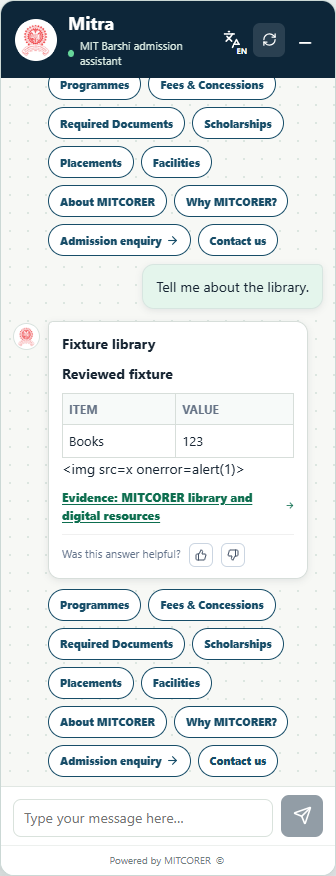 Mitra
MIT Barshi admission
assistant
EN
Programmes
Fees & Concessions
Required Documents
Scholarships
Placements
Facilities
About MITCORER
Why MITCORER?
Admission enquiry →
Contact us
Tell me about the library.
Fixture library
Reviewed fixture
ITEM VALUE
Books 123
<img src=x onerror=alert(1)>
Evidence: MITCORER library and
digital resources →
Was this answer helpful?
Programmes
Fees & Concessions
Required Documents
Scholarships
Placements
Facilities
About MITCORER
Why MITCORER?
Admission enquiry →
Contact us
Type your message here...
Powered by MITCORER ©